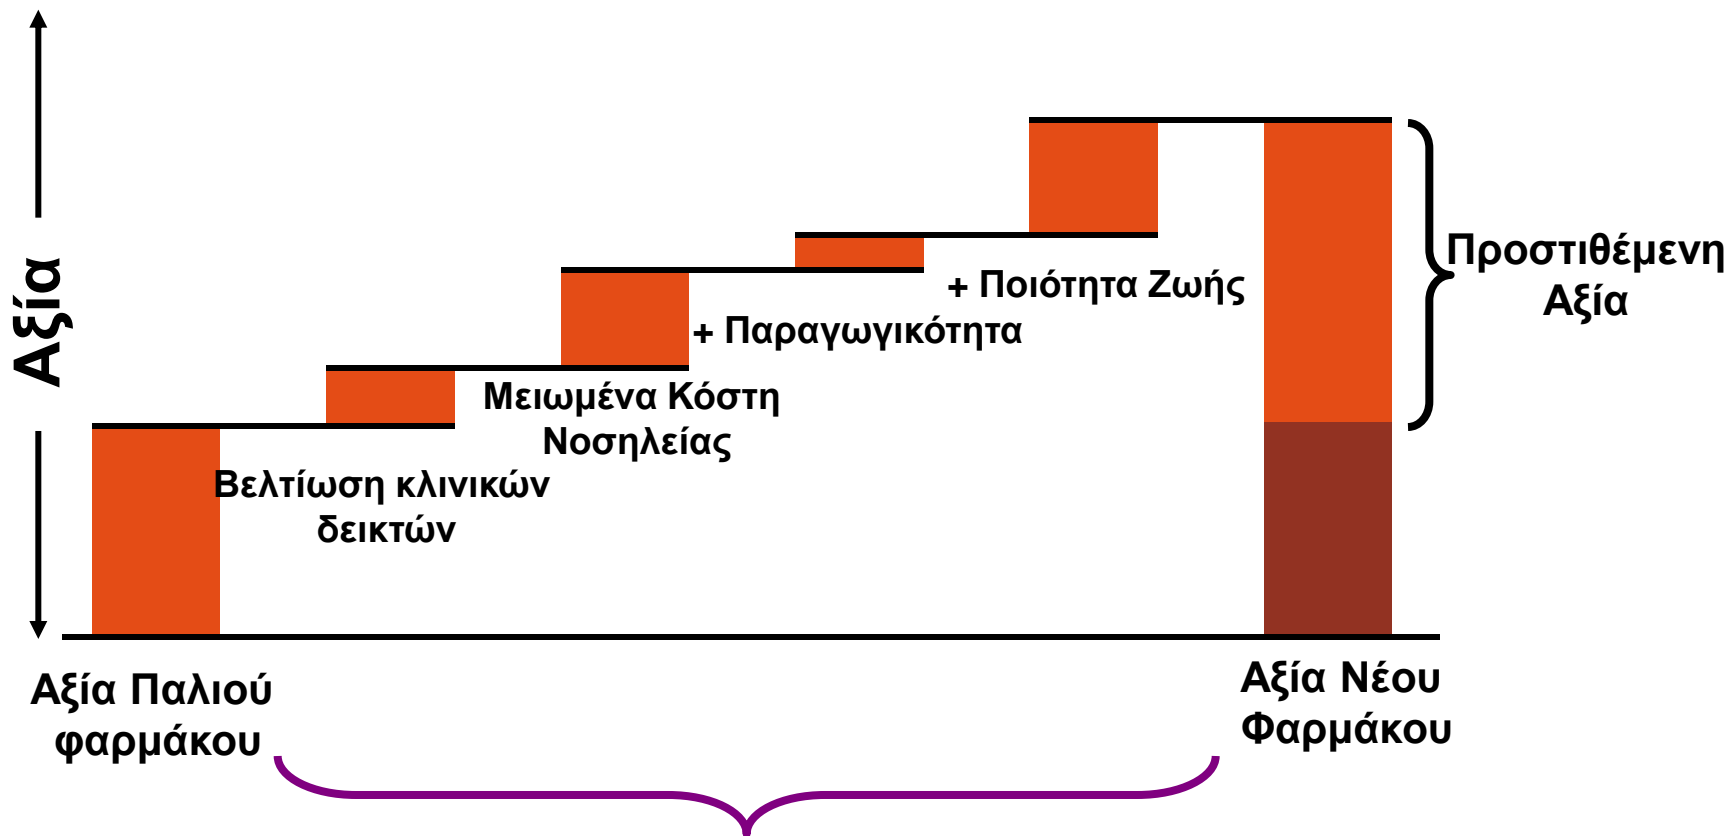 Αξία
+ Ποιότητα Ζωής
+ Παραγωγικότητα
Μειωμένα Κόστη
Νοσηλείας
Βελτίωση κλινικών
δεικτών
Προστιθέμενη
Αξία
Αξία Παλιού
φαρμάκου
Αξία Νέου
Φαρμάκου